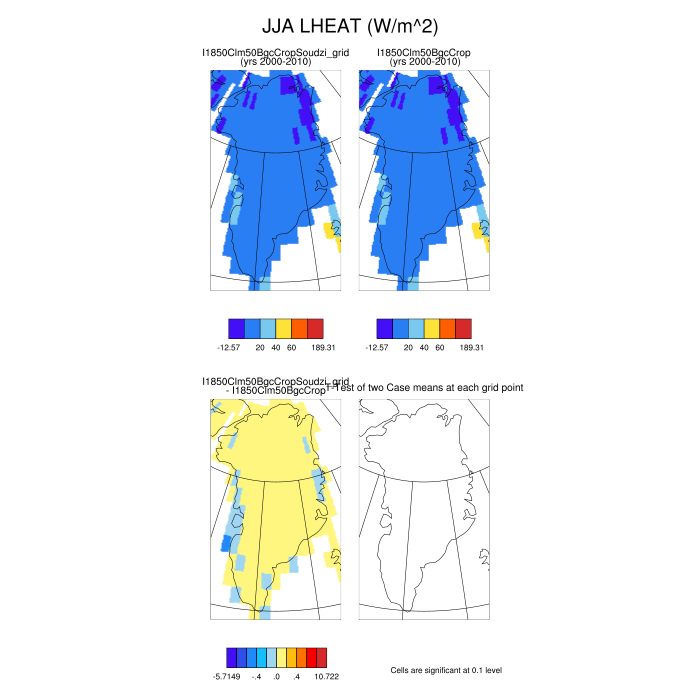 JJA LHEAT (W/m^2)
I1850Clm50BgcCropSoudzi_grid
(yrs 2000-2010)
I1850Clm50BgcCrop
(yrs 2000-2010)
-12.57 20 40 60 189.31
-12.57 20 40 60 189.31
I1850Clm50BgcCropSoudzi_grid
- I1850Clm50BgcCrop
T-Test of two Case means at each grid point
-5.7149 -.4 .0 .4 10.722
Cells are significant at 0.1 level